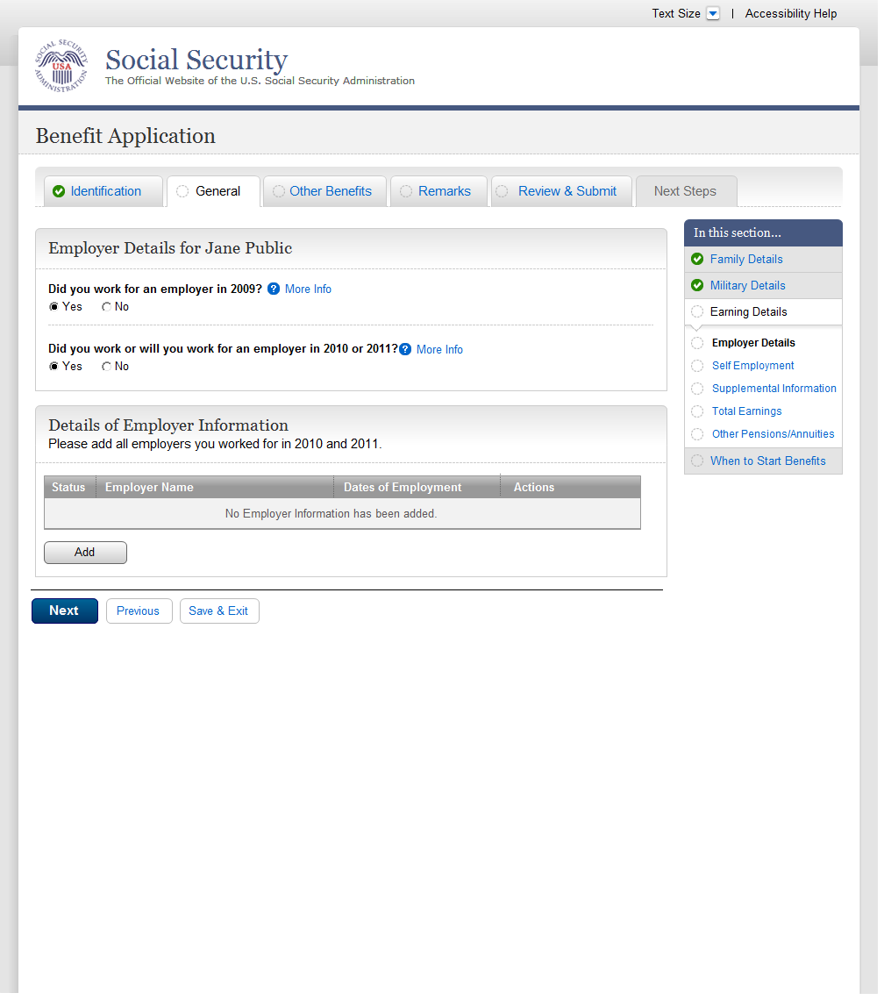 Text Size | Accessibility Help
SOCIAL SECURITY ADMINISTRATION
USA
Social Security
The Official Website of the U.S. Social Security Administration
Benefit Application
Identification General Other Benefits Remarks Review & Submit Next Steps
Employer Details for Jane Public
Did you work for an employer in 2009? ? More Info
Yes No
Did you work or will you work for an employer in 2010 or 2011? ? More Info
Yes No
Details of Employer Information
Please add all employers you worked for in 2010 and 2011.
Status Employer Name Dates of Employment Actions
No Employer Information has been added.
Add
Next Previous Save & Exit
In this section...
Family Details
Military Details
Earning Details
Employer Details
Self Employment
Supplemental Information
Total Earnings
Other Pensions/Annuities
When to Start Benefits